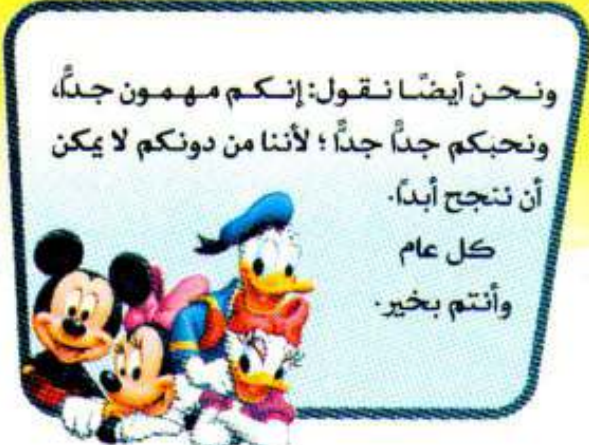 ونحن أيضًا نقول: إنكم مهمون جدًّا،
ونحبكم جدًّا جدًّا ؛ لأننا من دونكم لا يمكن
أن ننجح أبدًا.
كل عام
وأنتم بخير.